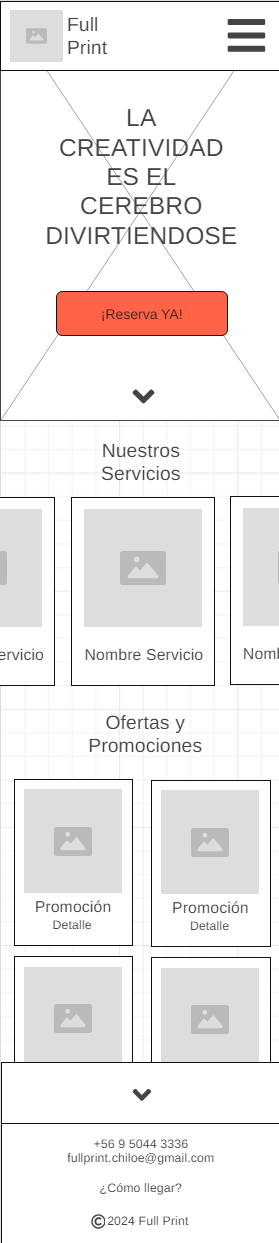 Full
Print
LA
CREATIVIDAD
ES EL
CEREBRO
DIVIRTIENDOSE
¡Reserva YA!
Nuestros
Servicios
ervicio
Nombre Servicio
Nomb
Ofertas y
Promociones
Promoción
Detalle
Promoción
Detalle
+56 9 5044 3336
fullprint.chiloe@gmail.com
¿Cómo llegar?
© 2024 Full Print